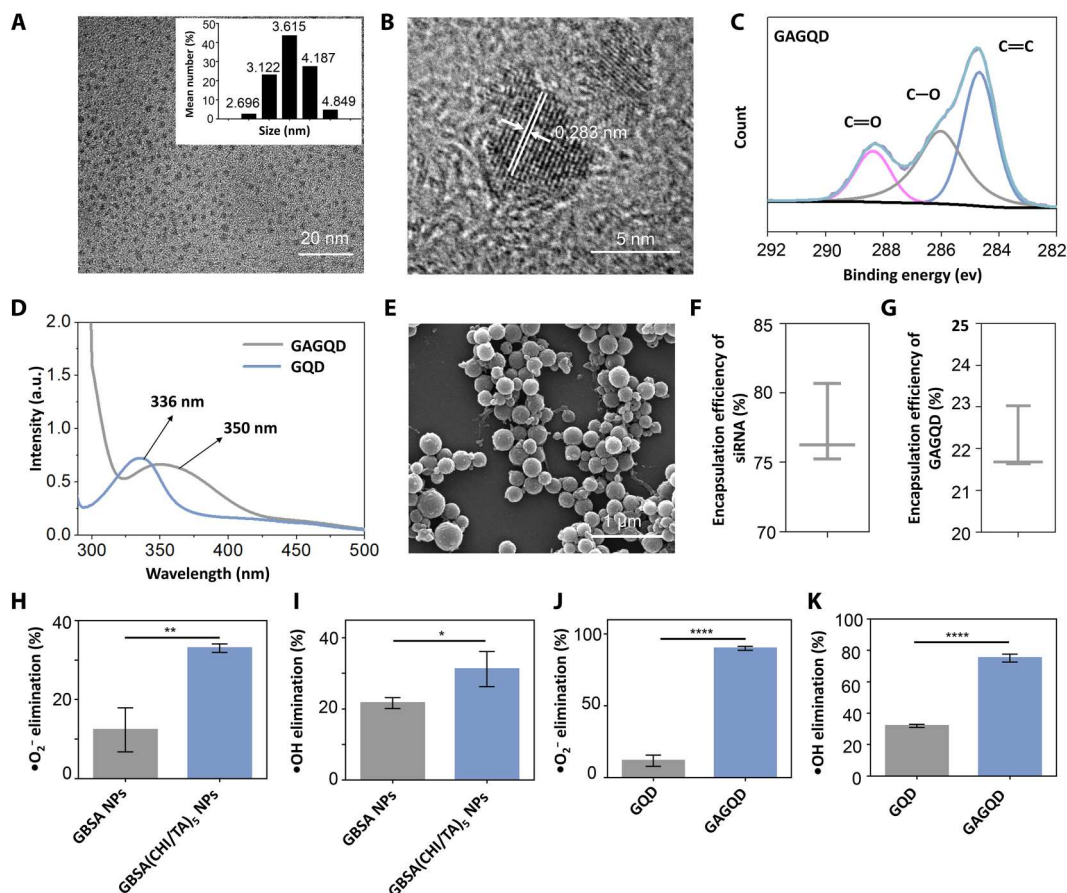 A
50
40
30
20
10
0
Mean number (%)
2.696
3.122
3.615
4.187
4.849
Size (nm)
20 nm
B
0.283 nm
5 nm
C
GAGQD
C=C
C−O
C=O
Count
292 290 288 286 284 282
Binding energy (ev)
D
2.0
1.5
1.0
0.5
0.0
Intensity (a.u.)
GAGQD
GQD
336 nm
350 nm
300 350 400 450 500
Wavelength (nm)
E
1 μm
F
85
80
75
70
Encapsulation efficiency of
siRNA (%)
G
25
24
23
22
21
20
Encapsulation efficiency of
GAGQD (%)
H
40
20
0
•O₂⁻ elimination (%)
**
GBSA NPs
GBSA(CHI/TA)₅ NPs
I
40
20
0
•OH elimination (%)
*
GBSA NPs
GBSA(CHI/TA)₅ NPs
J
100
50
0
•O₂⁻ elimination (%)
****
GQD
GAGQD
K
80
60
40
20
0
•OH elimination (%)
****
GQD
GAGQD